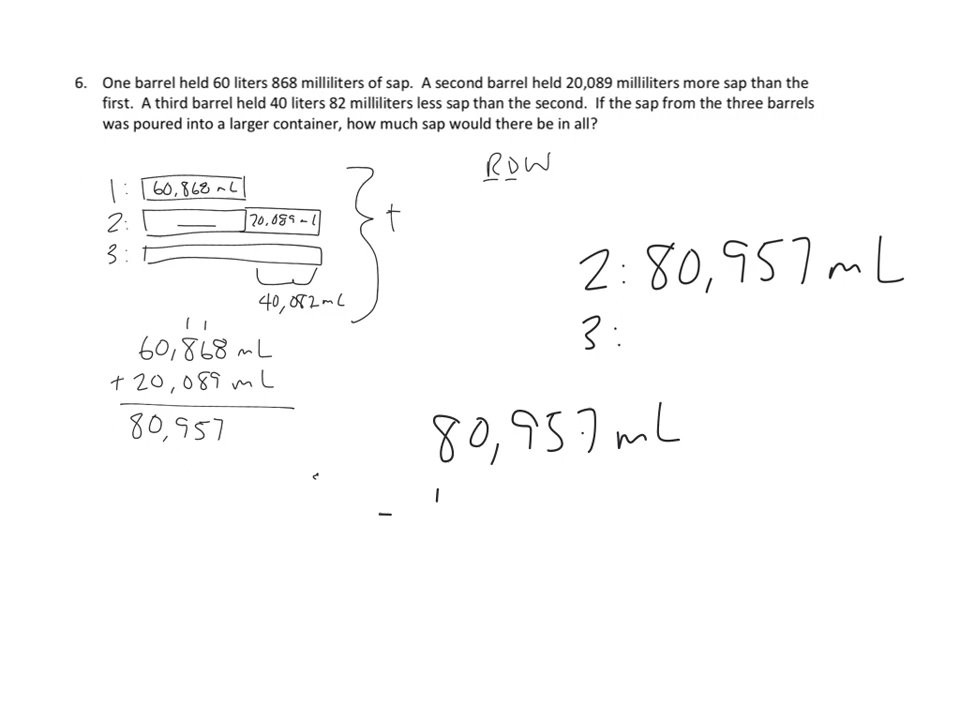 6. One barrel held 60 liters 868 milliliters of sap. A second barrel held 20,089 milliliters more sap than the
first. A third barrel held 40 liters 82 milliliters less sap than the second. If the sap from the three barrels
was poured into a larger container, how much sap would there be in all?
RDW
1: 60,868 mL
2: 20,089 mL
3:
t
40,082 mL
2: 80,957 mL
3:
1 1
60,868 mL
+ 20,089 mL
80,957
80,957 mL
-